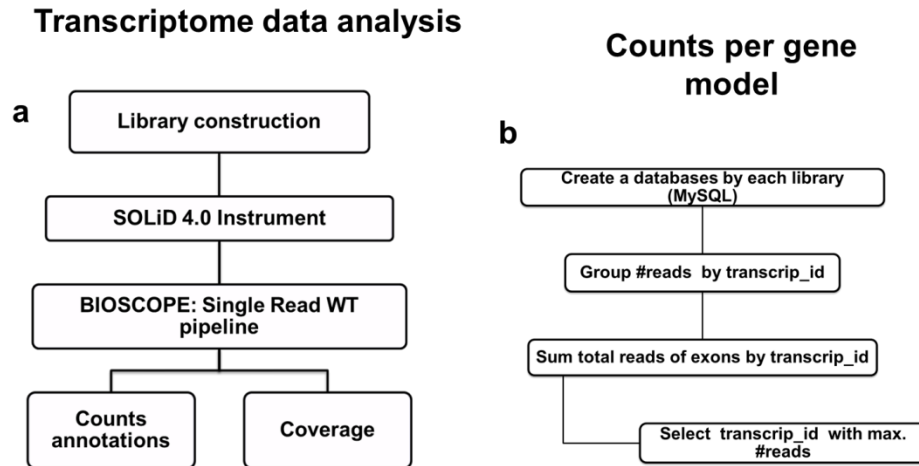 Transcriptome data analysis
a
Library construction
SOLiD 4.0 Instrument
BIOSCOPE: Single Read WT
pipeline
Counts
annotations
Coverage
Counts per gene
model
b
Create a databases by each library
(MySQL)
Group #reads by transcrip_id
Sum total reads of exons by transcrip_id
Select transcrip_id with max.
#reads